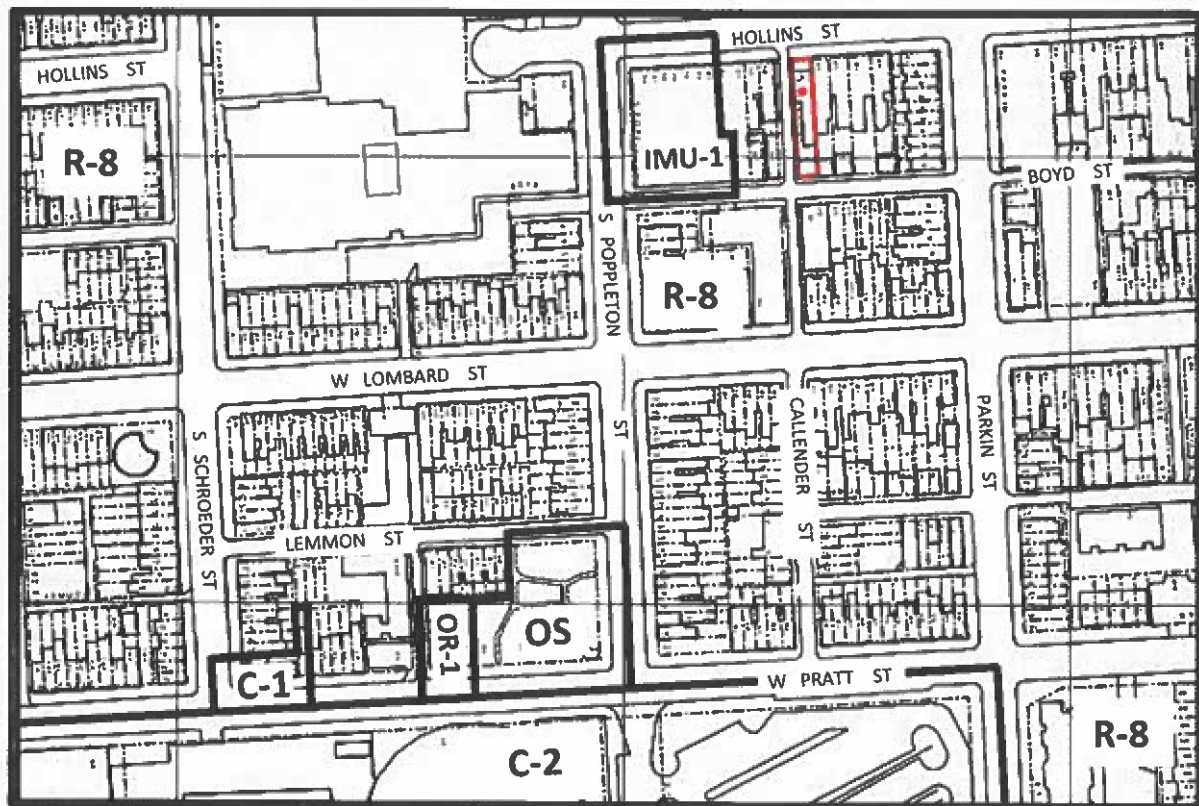 HOLLINS ST
HOLLINS ST
R-8
IMU-1
BOYD ST
S POPPLETON
ST
R-8
W LOMBARD ST
S SCHROEDER ST
CALLENDER ST
PARKIN ST
LEMMON ST
OR-1
OS
C-1
W PRATT ST
C-2
R-8